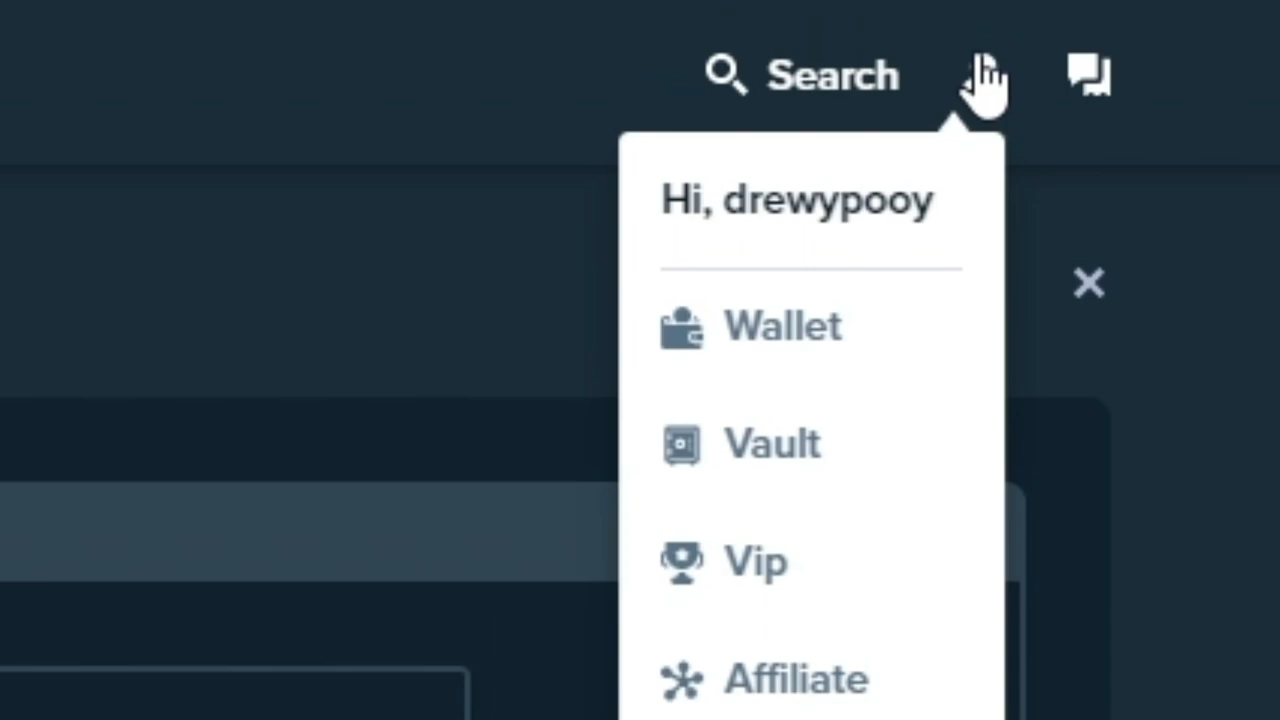 Search
Hi, drewypooy
Wallet
Vault
Vip
Affiliate